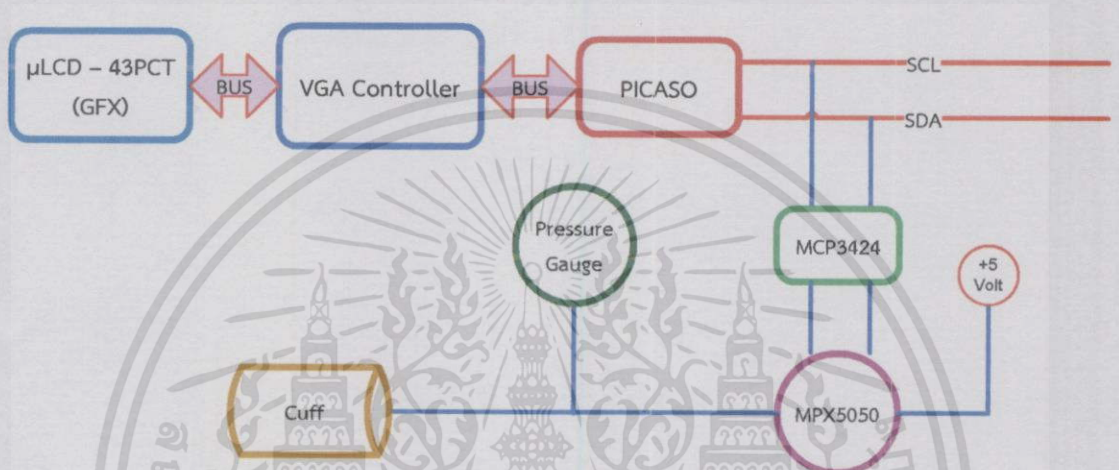 µLCD – 43PCT
(GFX)
BUS
VGA Controller
BUS
PICASO
SCL
SDA
Pressure
Gauge
MCP3424
+5
Volt
Cuff
MPX5050